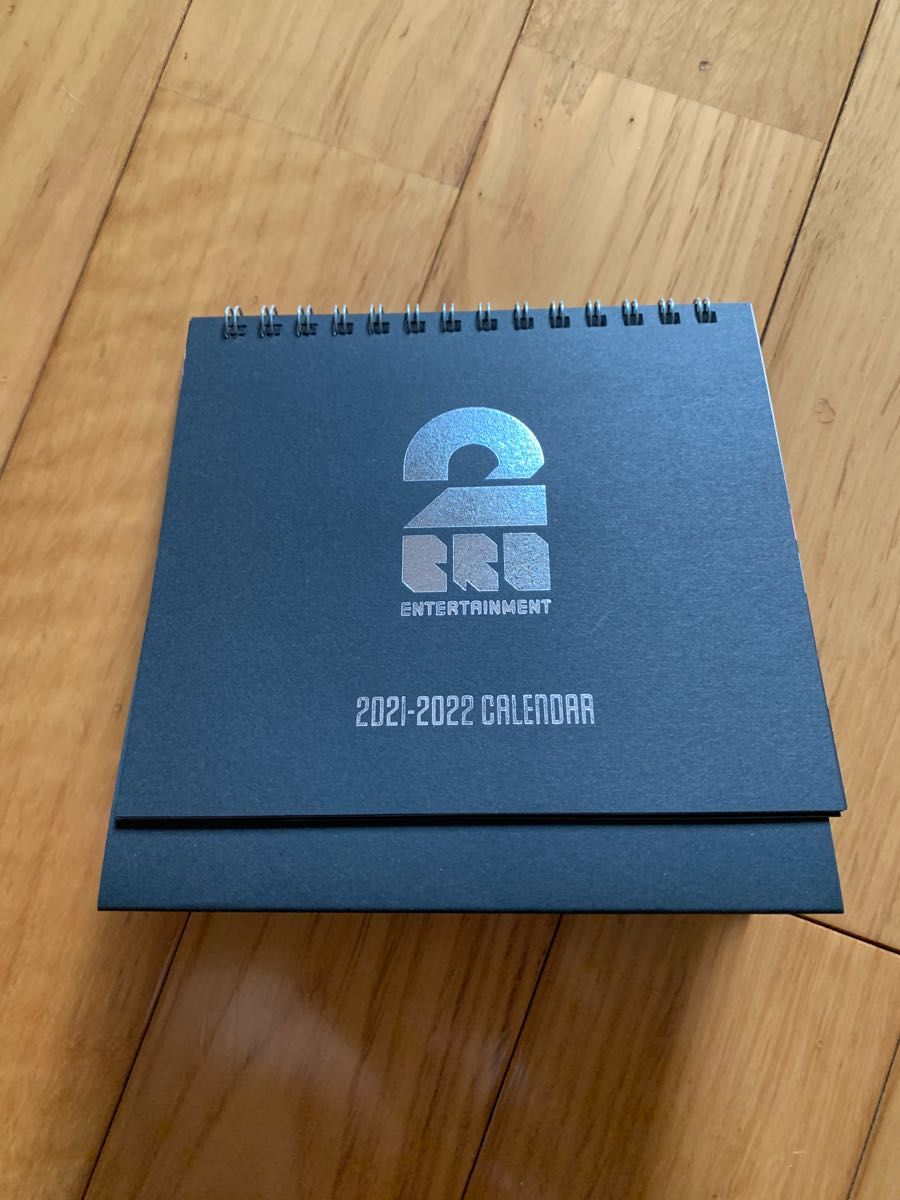 2
BRO
ENTERTAINMENT
2021-2022 CALENDAR